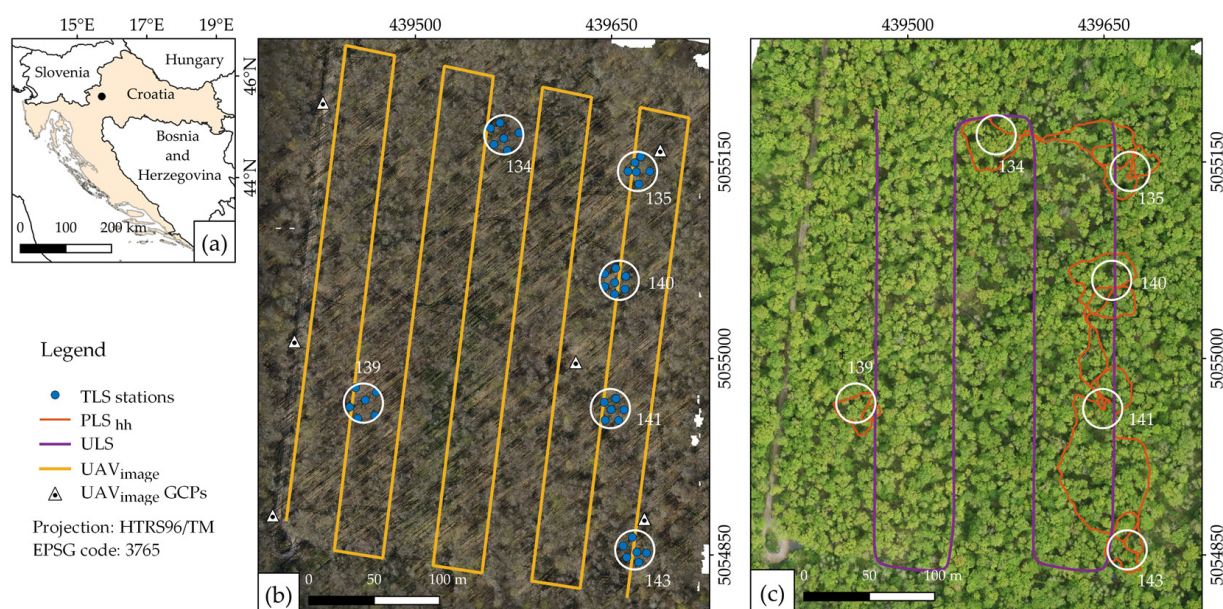 15°E 17°E 19°E
Slovenia
Hungary
Croatia
Bosnia
and
Herzegovina
46°N
44°N
0 100 200 km
(a)
Legend
TLS stations
PLS hh
ULS
UAVimage
UAVimage GCPs
Projection: HTRS96/TM
EPSG code: 3765
439500 439650
134
135
140
139
141
143
5055150
5055000
5054850
0 50 100 m
(b)
439500 439650
134
135
140
139
141
143
5055150
5055000
5054850
0 50 100 m
(c)